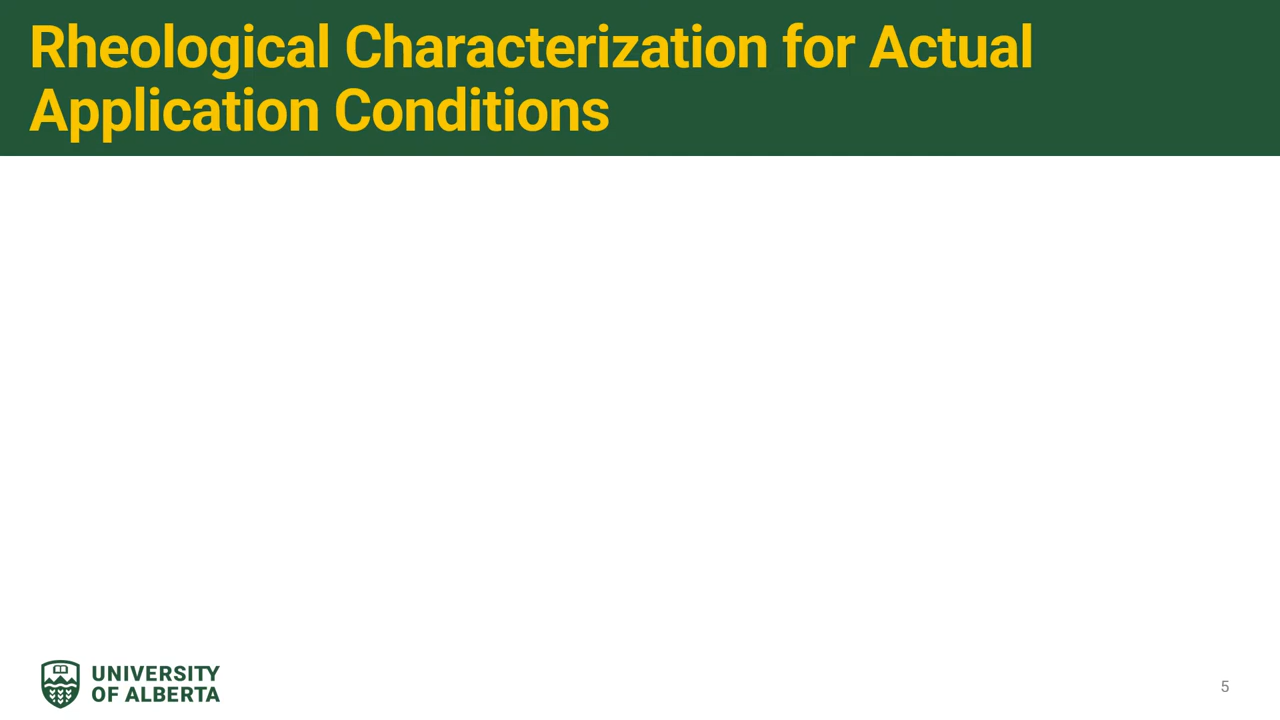 Rheological Characterization for Actual
Application Conditions
UNIVERSITY
OF ALBERTA
5